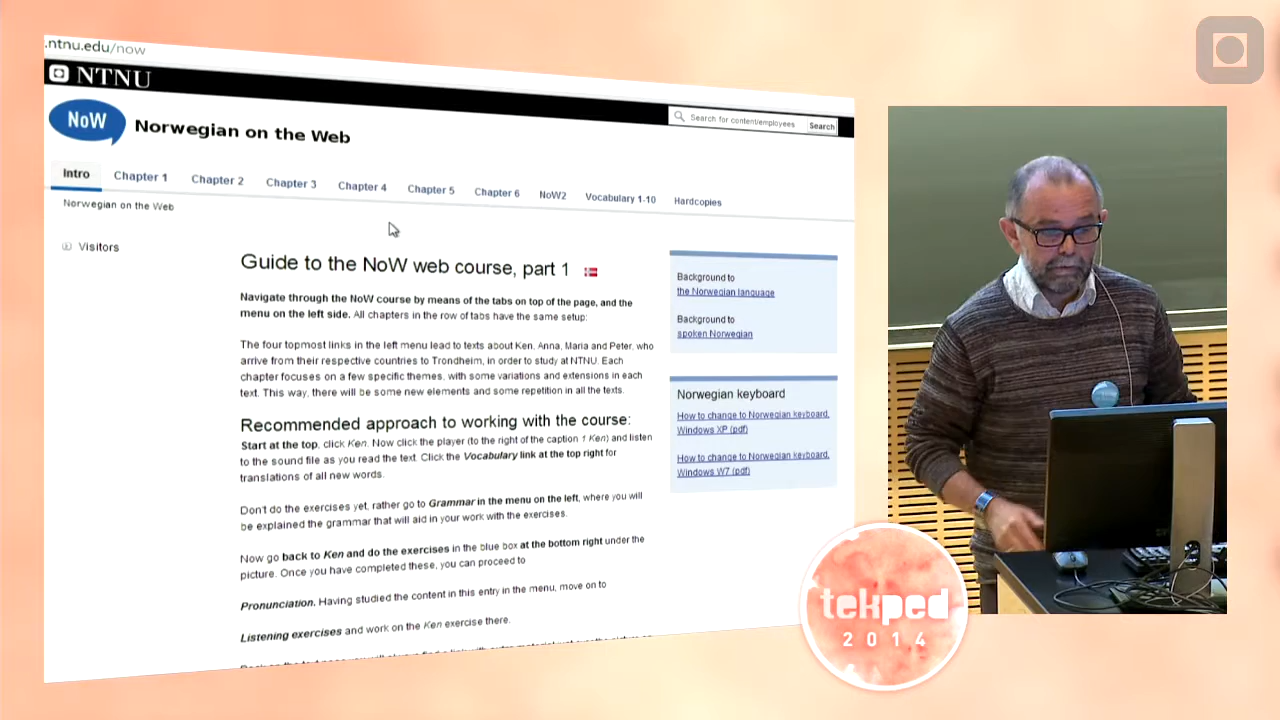 .ntnu.edu/now
NTNU
NoW
Norwegian on the Web
Search for content/employees
Search
Intro
Chapter 1
Chapter 2
Chapter 3
Chapter 4
Chapter 5
Chapter 6
NoW2
Vocabulary 1-10
Hardcopies
Norwegian on the Web
Visitors
Guide to the NoW web course, part 1
Navigate through the NoW course by means of the tabs on top of the page, and the
menu on the left side. All chapters in the row of tabs have the same setup:
The four topmost links in the left menu lead to texts about Ken, Anna, Maria and Peter, who
arrive from their respective countries to Trondheim, in order to study at NTNU. Each
chapter focuses on a few specific themes, with some variations and extensions in each
text. This way, there will be some new elements and some repetition in all the texts.
Recommended approach to working with the course:
Start at the top, click Ken. Now click the player (to the right of the caption 1 Ken) and listen
to the sound file as you read the text. Click the Vocabulary link at the top right for
translations of all new words.
Don't do the exercises yet, rather go to Grammar in the menu on the left, where you will
be explained the grammar that will aid in your work with the exercises.
Now go back to Ken and do the exercises in the blue box at the bottom right under the
picture. Once you have completed these, you can proceed to
Pronunciation. Having studied the content in this entry in the menu, move on to
Listening exercises and work on the Ken exercise there.
Background to
the Norwegian language
Background to
spoken Norwegian
Norwegian keyboard
How to change to Norwegian keyboard,
Windows XP (pdf)
How to change to Norwegian keyboard,
Windows W7 (pdf)
tekped
2014